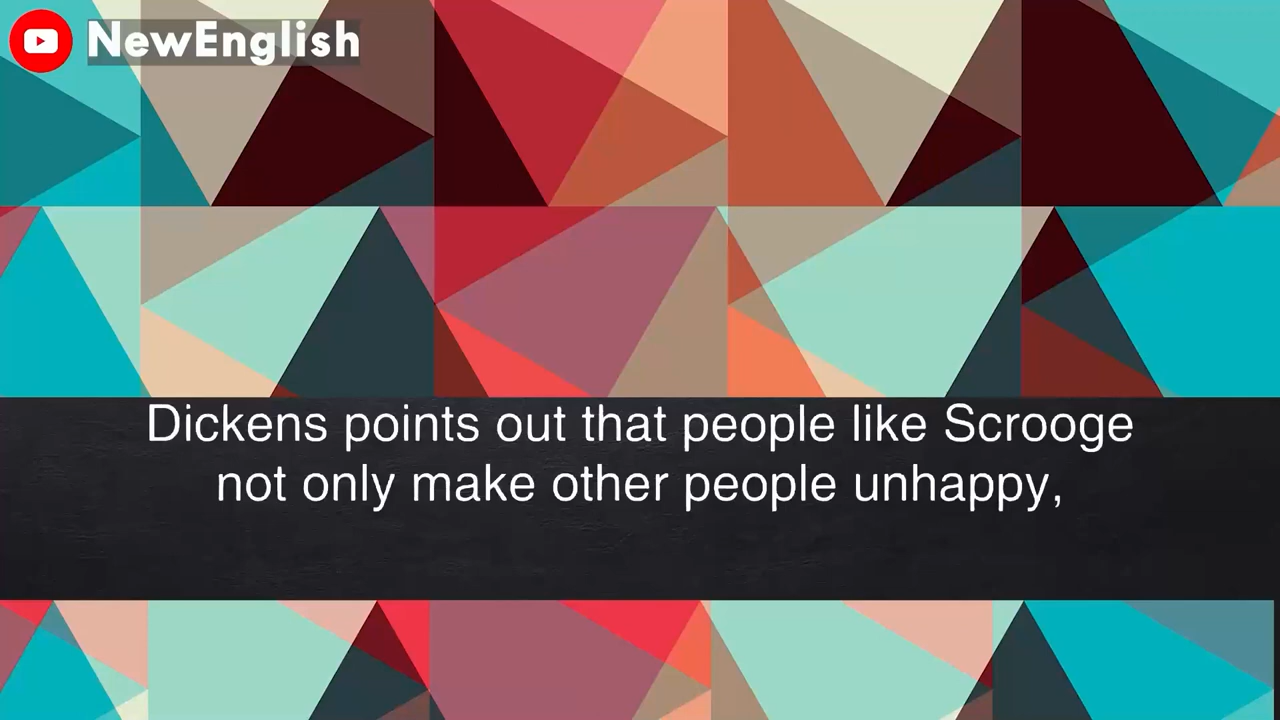 NewEnglish
Dickens points out that people like Scrooge
not only make other people unhappy,